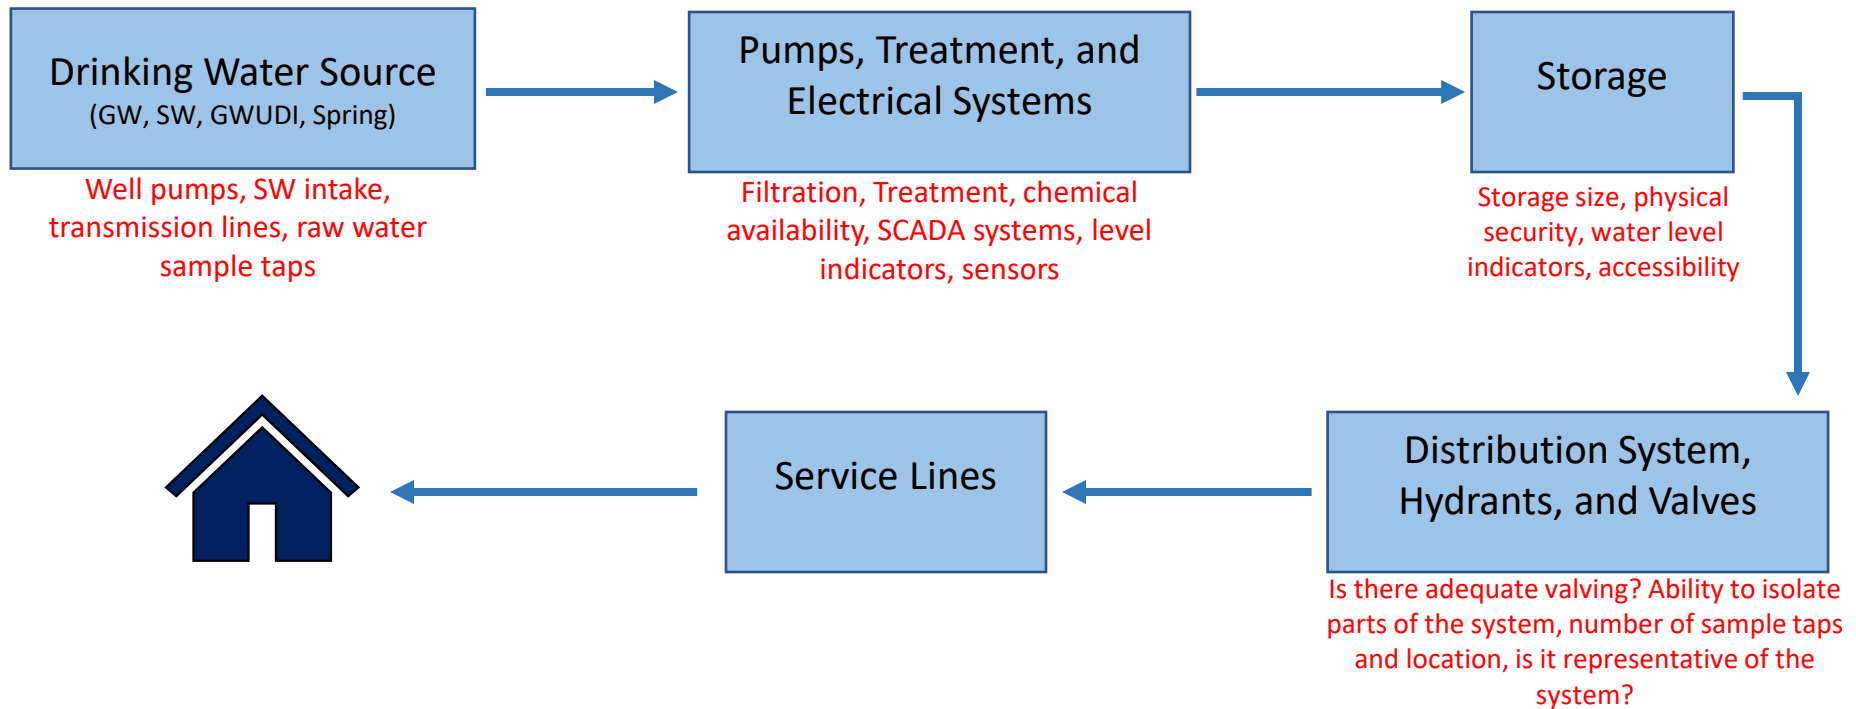 Drinking Water Source
(GW, SW, GWUDI, Spring)
Well pumps, SW intake,
transmission lines, raw water
sample taps
Pumps, Treatment, and
Electrical Systems
Filtration, Treatment, chemical
availability, SCADA systems, level
indicators, sensors
Storage
Storage size, physical
security, water level
indicators, accessibility
Distribution System,
Hydrants, and Valves
Is there adequate valving? Ability to isolate
parts of the system, number of sample taps
and location, is it representative of the
system?
Service Lines